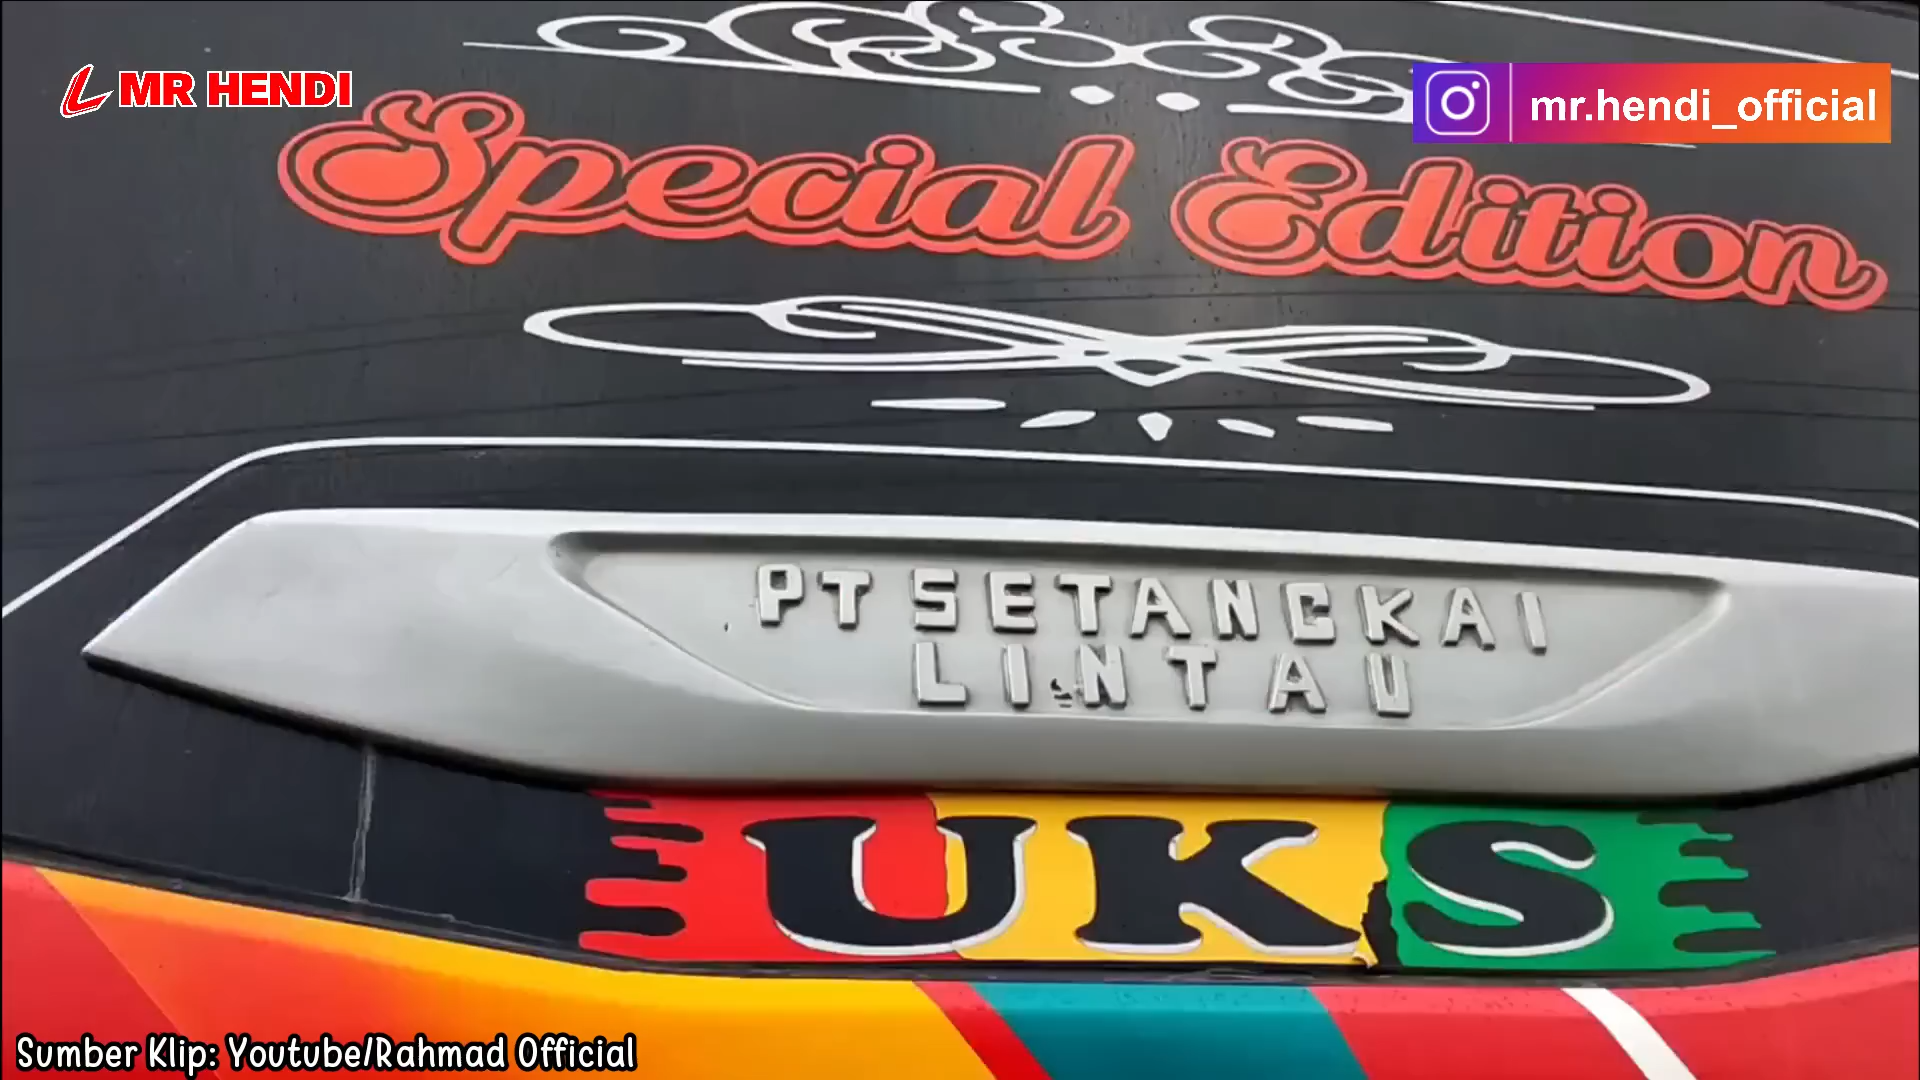 MR HENDI
mr.hendi_official
Special Edition
PT SETANGKAI
LINTAU
UKS
Sumber Klip: Youtube/Rahmad Official